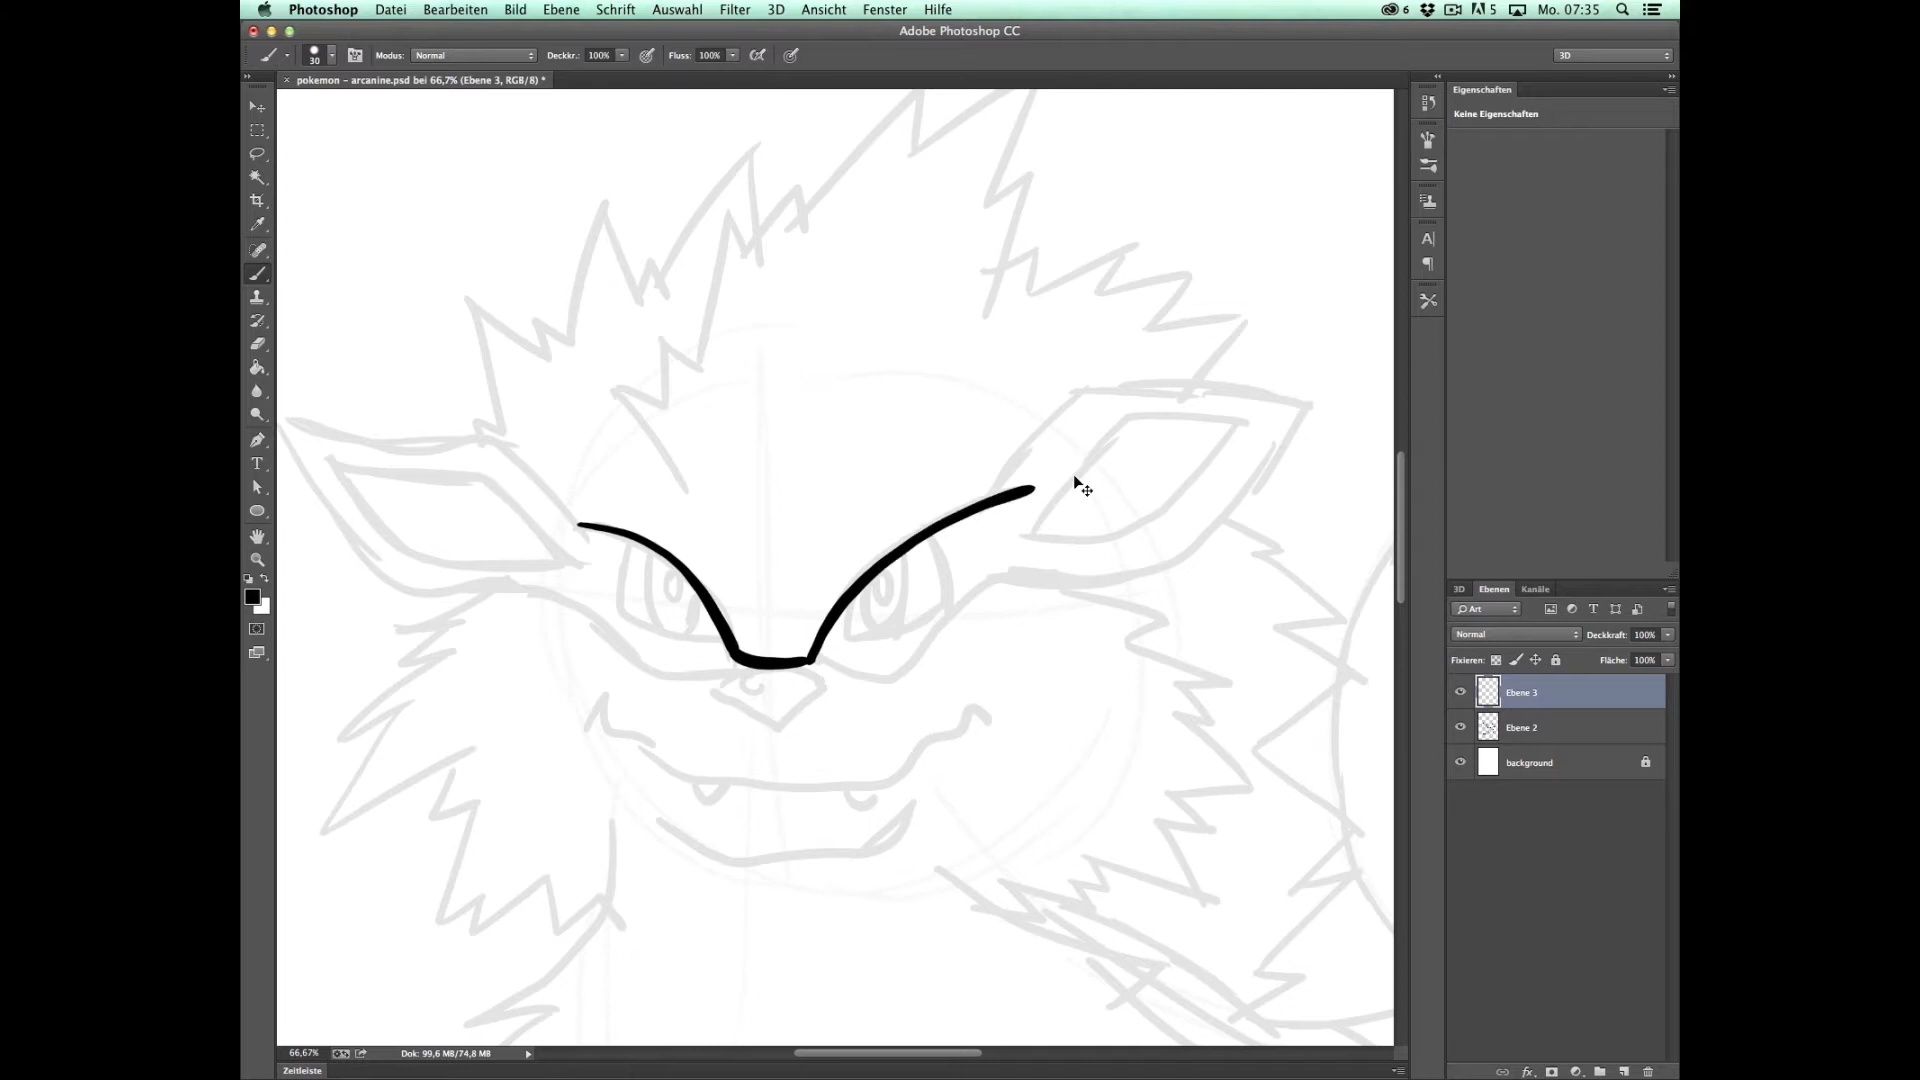 Photoshop Datei Bearbeiten Bild Ebene Schrift Auswahl Filter 3D Ansicht Fenster Hilfe 6 5 Mo. 07:35
Adobe Photoshop CC
30 Modus: Normal Deckkr.: 100% Fluss: 100% 3D
× pokemon – arcanine.psd bei 66,7% (Ebene 3, RGB/8) *
Eigenschaften
Keine Eigenschaften
3D Ebenen Kanäle
Art
Normal Deckkraft: 100%
Fixieren: Fläche: 100%
Ebene 3
Ebene 2
background
66,67% Dok: 99,6 MB/74,8 MB
Zeitleiste